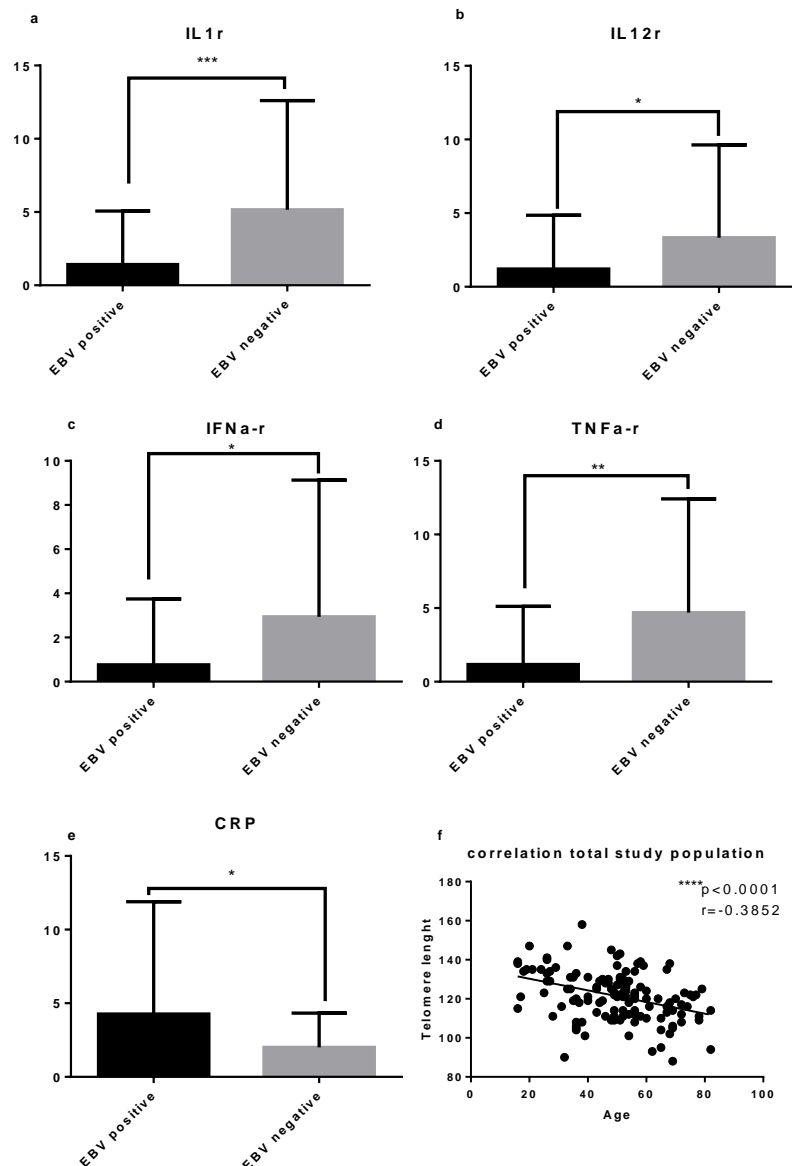 a
IL1r
15
***
10
5
0
EBV positive
EBV negative
b
IL12r
15
*
10
5
0
EBV positive
EBV negative
c
IFNa-r
10
*
8
6
4
2
0
EBV positive
EBV negative
d
TNFa-r
15
**
10
5
0
EBV positive
EBV negative
e
CRP
15
*
10
5
0
EBV positive
EBV negative
f
correlation total study population
****p<0.0001
r=-0.3852
Telomere lenght
180
160
140
120
100
80
0 20 40 60 80 100
Age